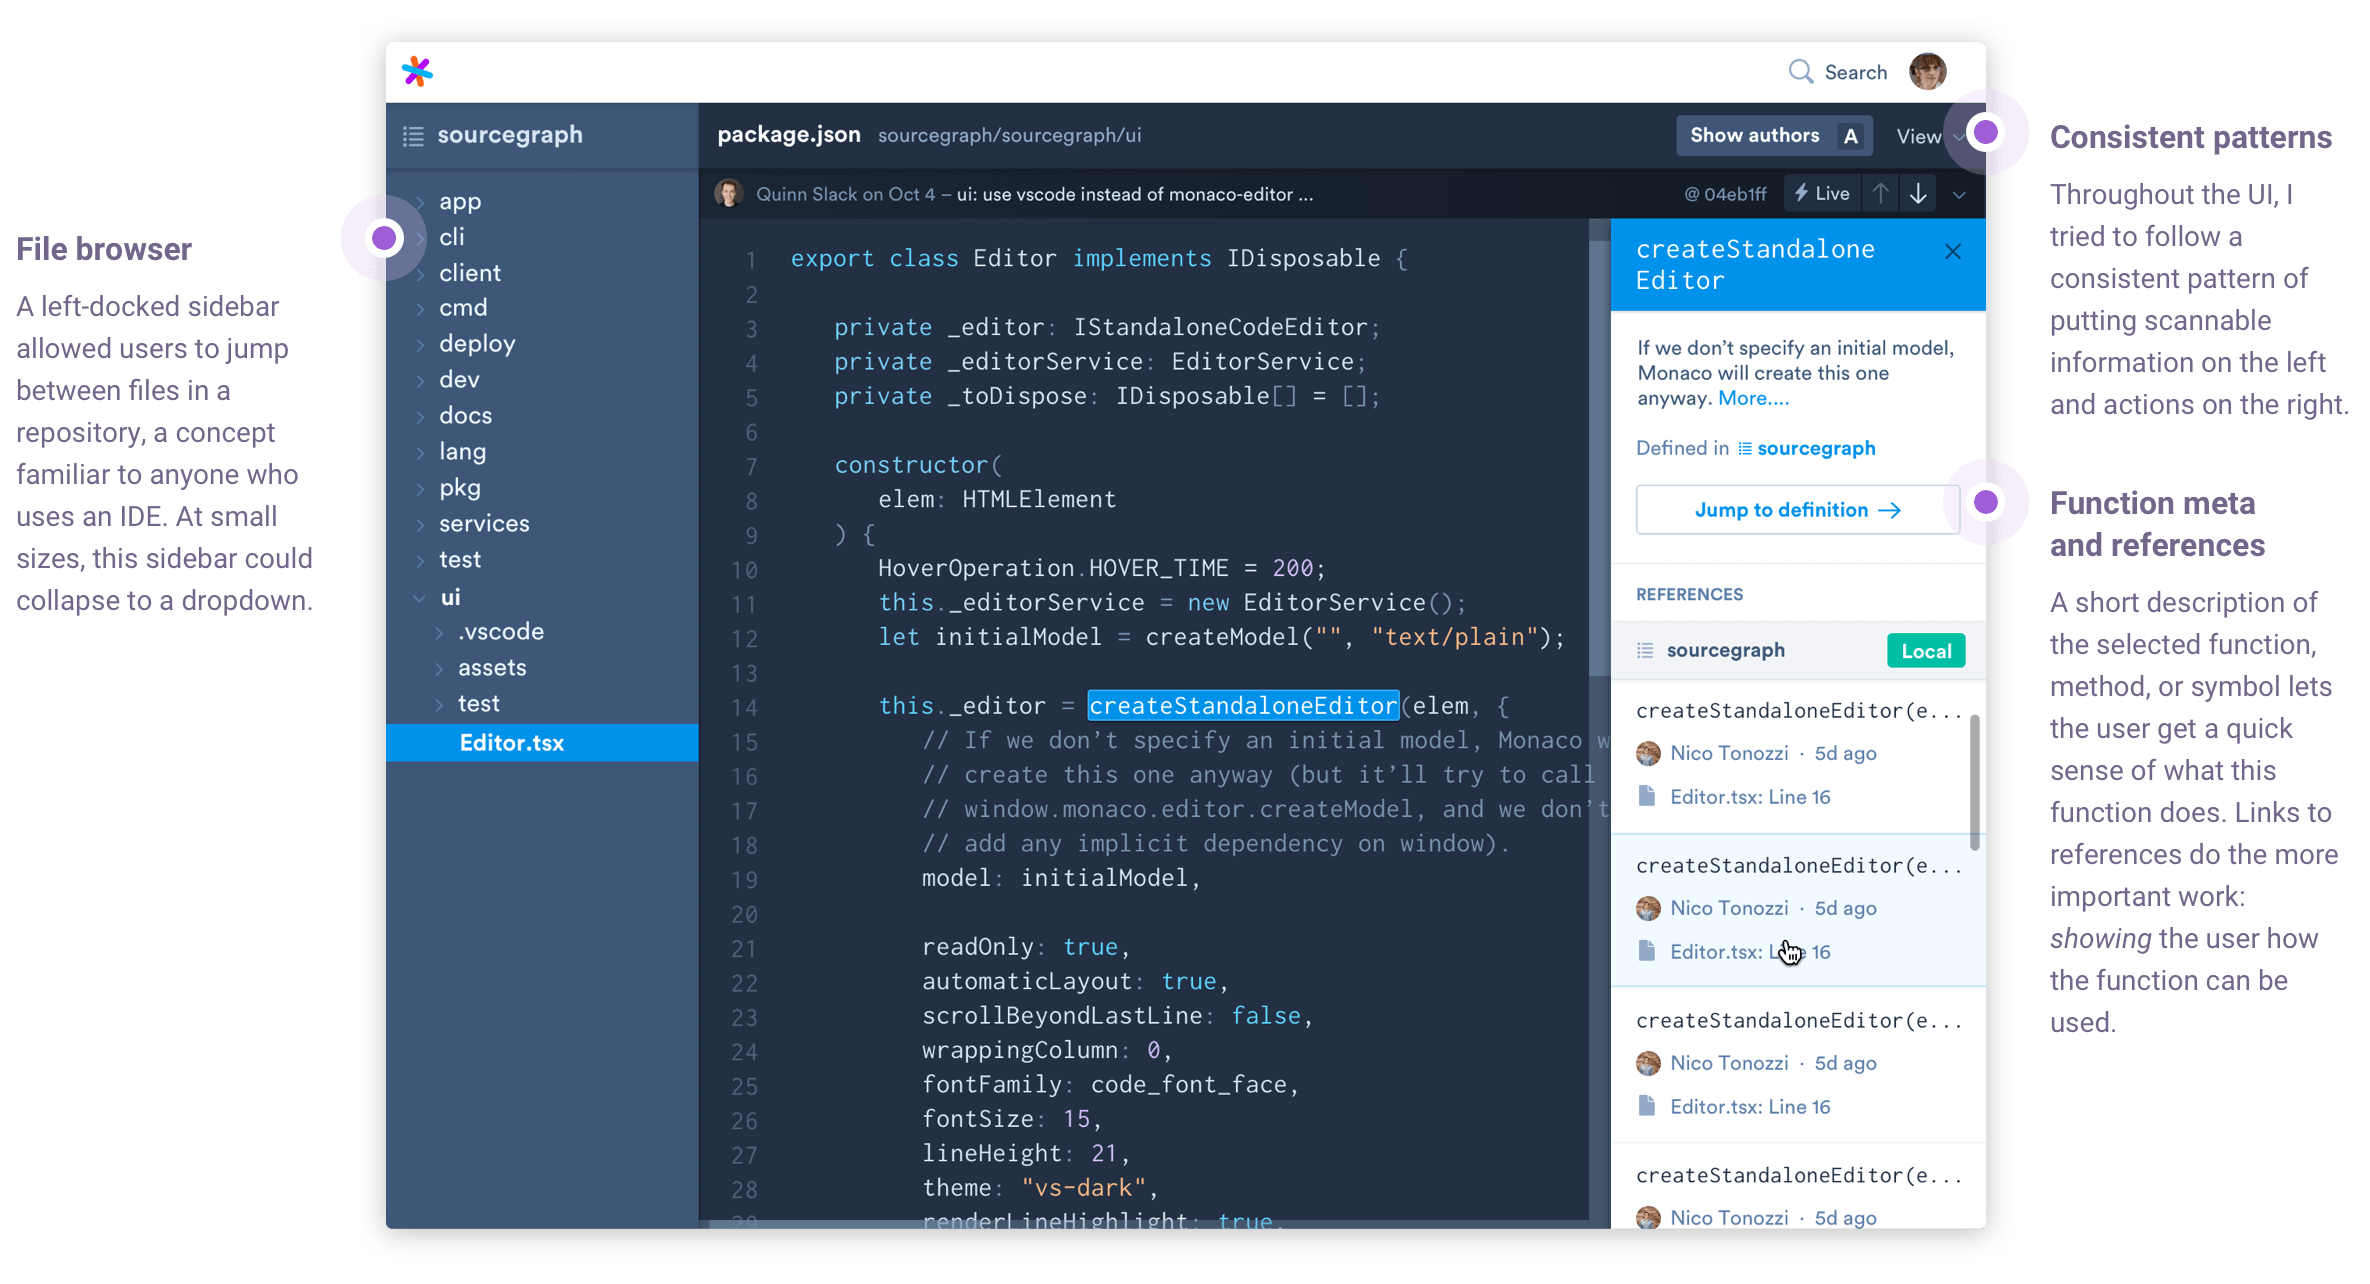 Search
sourcegraph
package.json sourcegraph/sourcegraph/ui
Show authors A View
Quinn Slack on Oct 4 – ui: use vscode instead of monaco-editor ...
@ 04eb1ff Live
File browser
A left-docked sidebar
allowed users to jump
between files in a
repository, a concept
familiar to anyone who
uses an IDE. At small
sizes, this sidebar could
collapse to a dropdown.
app
cli
client
cmd
deploy
dev
docs
lang
pkg
services
test
ui
.vscode
assets
test
Editor.tsx
1 export class Editor implements IDisposable {
2
3 private _editor: IStandaloneCodeEditor;
4 private _editorService: EditorService;
5 private _toDispose: IDisposable[] = [];
6
7 constructor(
8 elem: HTMLElement
9 ) {
10 HoverOperation.HOVER_TIME = 200;
11 this._editorService = new EditorService();
12 let initialModel = createModel("", "text/plain");
13
14 this._editor = createStandaloneEditor(elem, {
15 // If we don’t specify an initial model, Monaco w
16 // create this one anyway (but it’ll try to call
17 // window.monaco.editor.createModel, and we don’t
18 // add any implicit dependency on window).
19 model: initialModel,
20
21 readOnly: true,
22 automaticLayout: true,
23 scrollBeyondLastLine: false,
24 wrappingColumn: 0,
25 fontFamily: code_font_face,
26 fontSize: 15,
27 lineHeight: 21,
28 theme: "vs-dark",
29 renderLineHighlight: true,
createStandalone
Editor
If we don’t specify an initial model,
Monaco will create this one
anyway. More....
Defined in sourcegraph
Jump to definition →
REFERENCES
sourcegraph Local
createStandaloneEditor(e...
Nico Tonozzi · 5d ago
Editor.tsx: Line 16
createStandaloneEditor(e...
Nico Tonozzi · 5d ago
Editor.tsx: Line 16
createStandaloneEditor(e...
Nico Tonozzi · 5d ago
Editor.tsx: Line 16
createStandaloneEditor(e...
Nico Tonozzi · 5d ago
Consistent patterns
Throughout the UI, I
tried to follow a
consistent pattern of
putting scannable
information on the left
and actions on the right.
Function meta
and references
A short description of
the selected function,
method, or symbol lets
the user get a quick
sense of what this
function does. Links to
references do the more
important work:
showing the user how
the function can be
used.